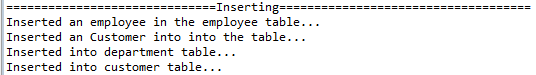 ==============================Inserting====================================
Inserted an employee in the employee table...
Inserted an Customer into into the table...
Inserted into department table...
Inserted into customer table...